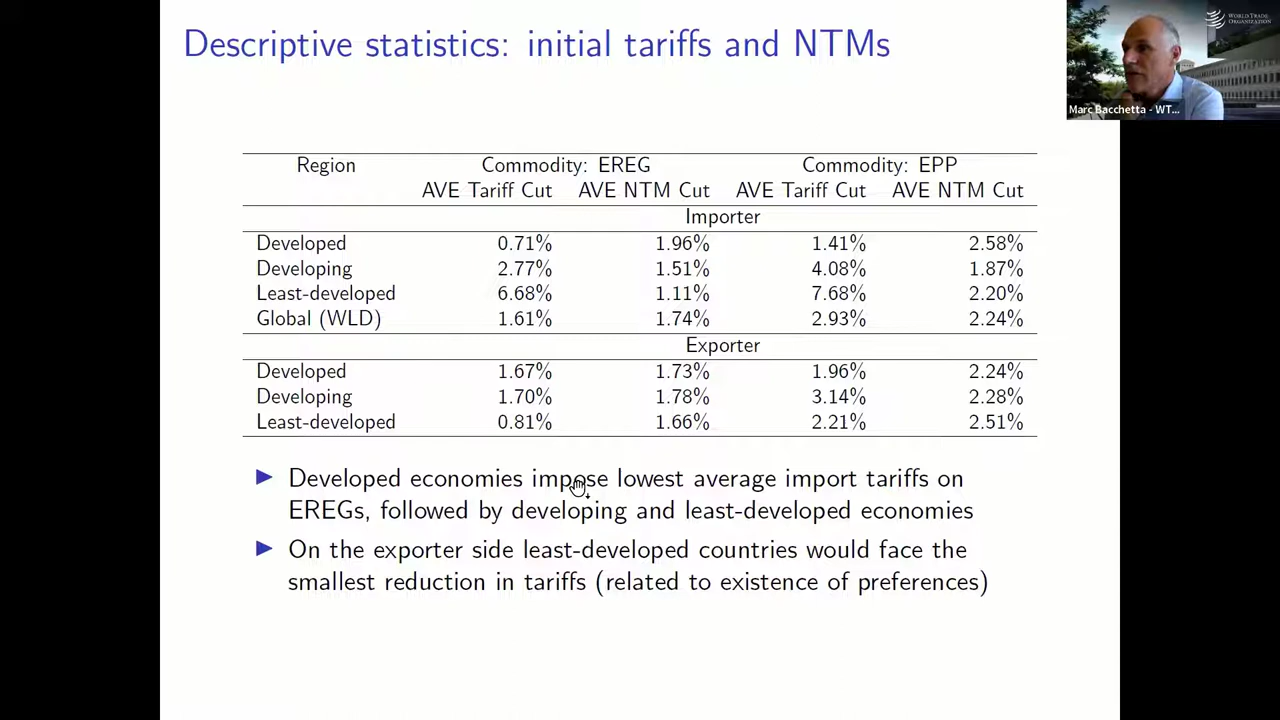 Descriptive statistics: initial tariffs and NTMs
WORLD TRADE
ORGANIZATION
Marc Bacchetta - WT...
Region Commodity: EREG Commodity: EPP
AVE Tariff Cut AVE NTM Cut AVE Tariff Cut AVE NTM Cut
Importer
Developed 0.71% 1.96% 1.41% 2.58%
Developing 2.77% 1.51% 4.08% 1.87%
Least-developed 6.68% 1.11% 7.68% 2.20%
Global (WLD) 1.61% 1.74% 2.93% 2.24%
Exporter
Developed 1.67% 1.73% 1.96% 2.24%
Developing 1.70% 1.78% 3.14% 2.28%
Least-developed 0.81% 1.66% 2.21% 2.51%
Developed economies impose lowest average import tariffs on
EREGs, followed by developing and least-developed economies
On the exporter side least-developed countries would face the
smallest reduction in tariffs (related to existence of preferences)